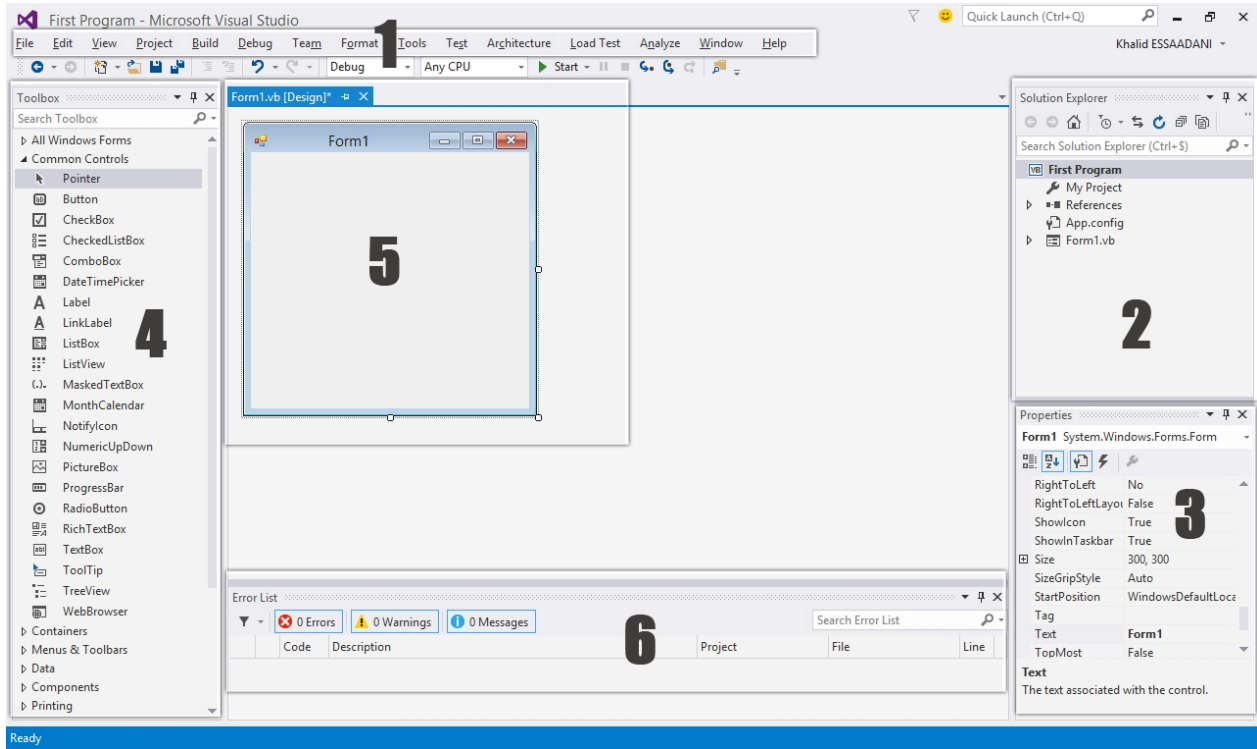 First Program - Microsoft Visual Studio
Quick Launch (Ctrl+Q)
File Edit View Project Build Debug Team Format Tools Test Architecture Load Test Analyze Window Help
1
Khalid ESSAADANI
Debug Any CPU Start
Toolbox
Search Toolbox
All Windows Forms
Common Controls
Pointer
Button
CheckBox
CheckedListBox
ComboBox
DateTimePicker
Label
LinkLabel
ListBox
ListView
MaskedTextBox
MonthCalendar
NotifyIcon
NumericUpDown
PictureBox
ProgressBar
RadioButton
RichTextBox
TextBox
ToolTip
TreeView
WebBrowser
Containers
Menus & Toolbars
Data
Components
Printing
4
Form1.vb [Design]*
Form1
5
Error List
0 Errors 0 Warnings 0 Messages
Search Error List
Code Description Project File Line
6
Solution Explorer
Search Solution Explorer (Ctrl+$)
VB First Program
My Project
References
App.config
Form1.vb
2
Properties
Form1 System.Windows.Forms.Form
RightToLeft No
RightToLeftLayou False
ShowIcon True
ShowInTaskbar True
Size 300, 300
SizeGripStyle Auto
StartPosition WindowsDefaultLoca
Tag
Text Form1
TopMost False
3
Text
The text associated with the control.
Ready